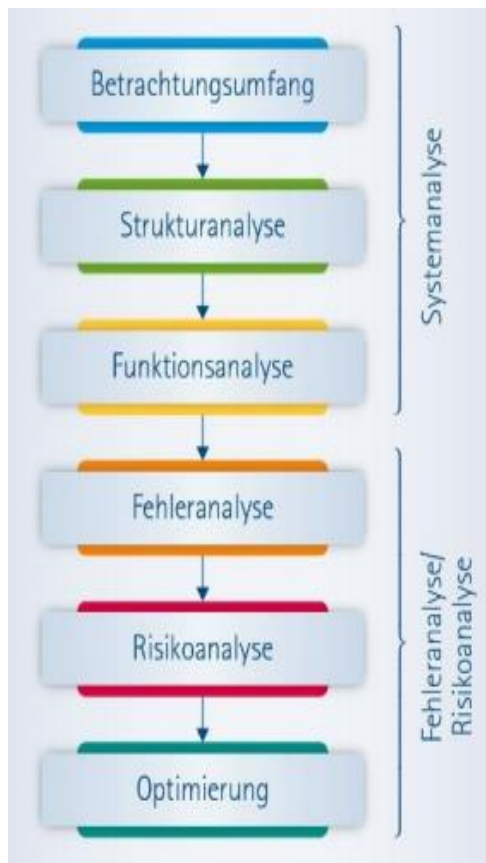 Betrachtungsumfang
Strukturanalyse
Funktionsanalyse
Systemanalyse
Fehleranalyse
Risikoanalyse
Optimierung
Fehleranalyse/
Risikoanalyse